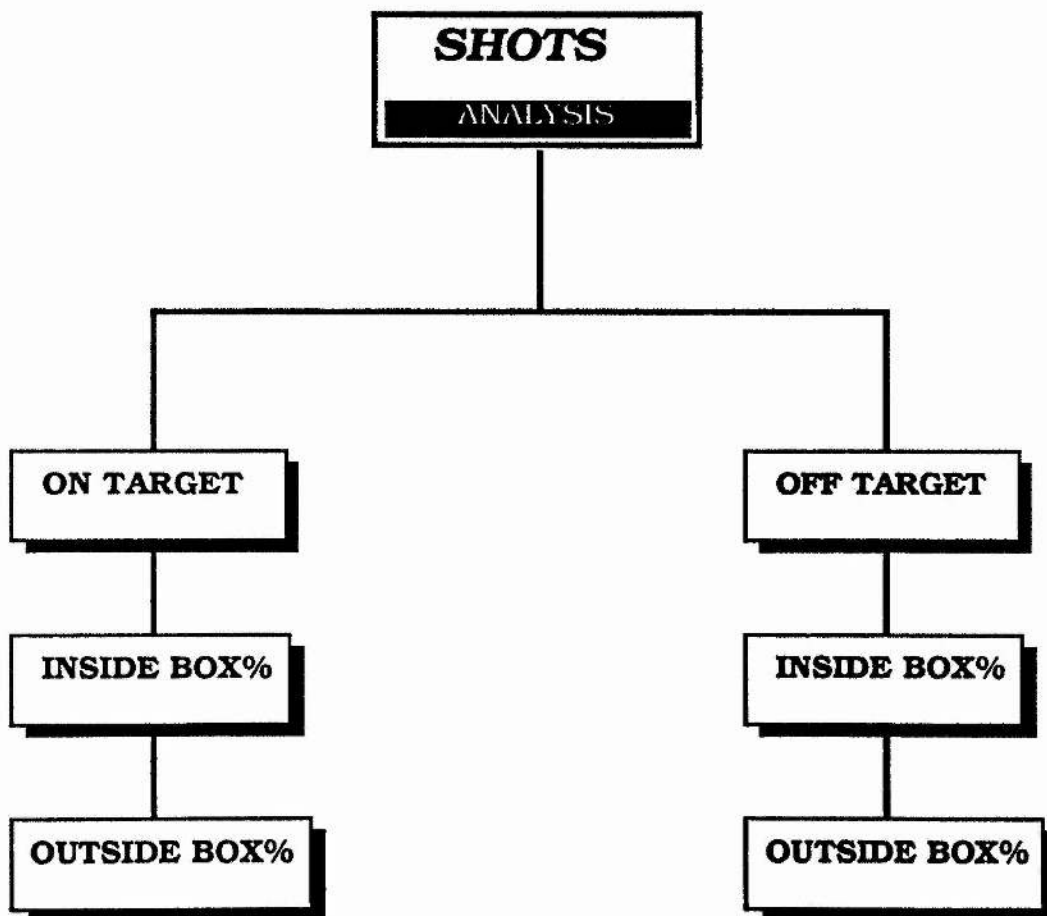 SHOTS
ANALYSIS
ON TARGET
OFF TARGET
INSIDE BOX%
INSIDE BOX%
OUTSIDE BOX%
OUTSIDE BOX%